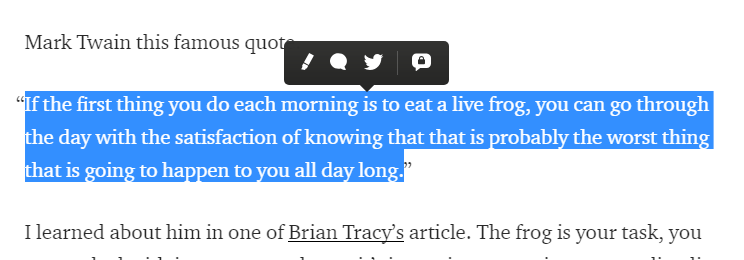 Mark Twain this famous quote
“If the first thing you do each morning is to eat a live frog, you can go through
the day with the satisfaction of knowing that that is probably the worst thing
that is going to happen to you all day long.”
I learned about him in one of Brian Tracy’s article. The frog is your task, you